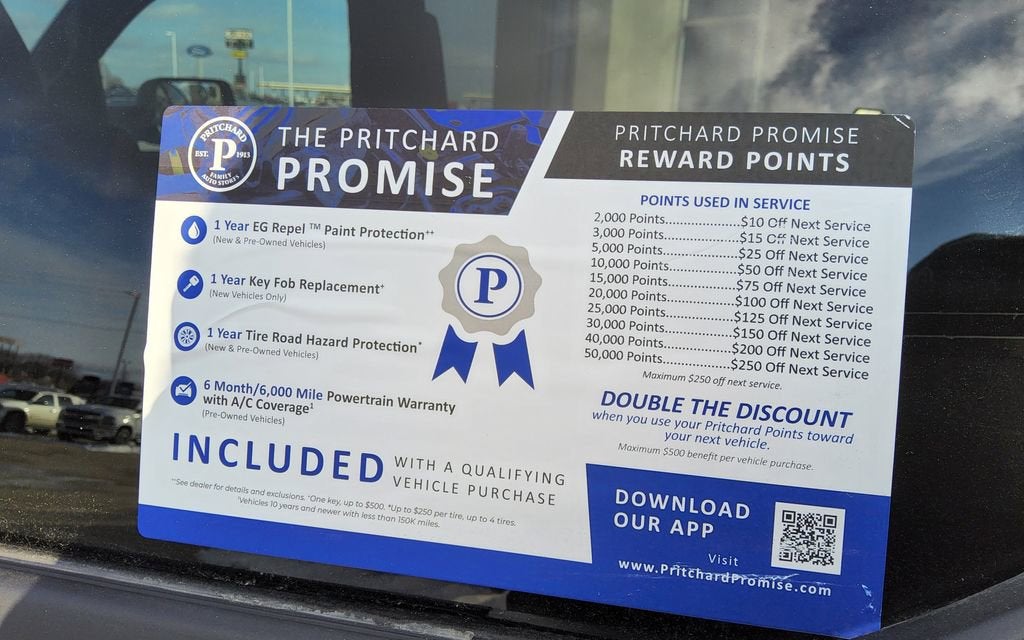 PRITCHARD
EST. 1913
P
FAMILY
AUTO STORES
THE PRITCHARD
PROMISE
1 Year EG Repel ™ Paint Protection⁺⁺
(New & Pre-Owned Vehicles)
1 Year Key Fob Replacement⁺
(New Vehicles Only)
1 Year Tire Road Hazard Protection*
(New & Pre-Owned Vehicles)
6 Month/6,000 Mile Powertrain Warranty
with A/C Coverage¹
(Pre-Owned Vehicles)
P
INCLUDED WITH A QUALIFYING
VEHICLE PURCHASE
⁺⁺See dealer for details and exclusions. ⁺One key, up to $500. *Up to $250 per tire, up to 4 tires.
¹Vehicles 10 years and newer with less than 150K miles.
PRITCHARD PROMISE
REWARD POINTS
POINTS USED IN SERVICE
2,000 Points....................$10 Off Next Service
3,000 Points....................$15 Off Next Service
5,000 Points....................$25 Off Next Service
10,000 Points..................$50 Off Next Service
15,000 Points..................$75 Off Next Service
20,000 Points................$100 Off Next Service
25,000 Points................$125 Off Next Service
30,000 Points................$150 Off Next Service
40,000 Points................$200 Off Next Service
50,000 Points................$250 Off Next Service
Maximum $250 off next service.
DOUBLE THE DISCOUNT
when you use your Pritchard Points toward
your next vehicle.
Maximum $500 benefit per vehicle purchase.
DOWNLOAD
OUR APP
Visit
www.PritchardPromise.com